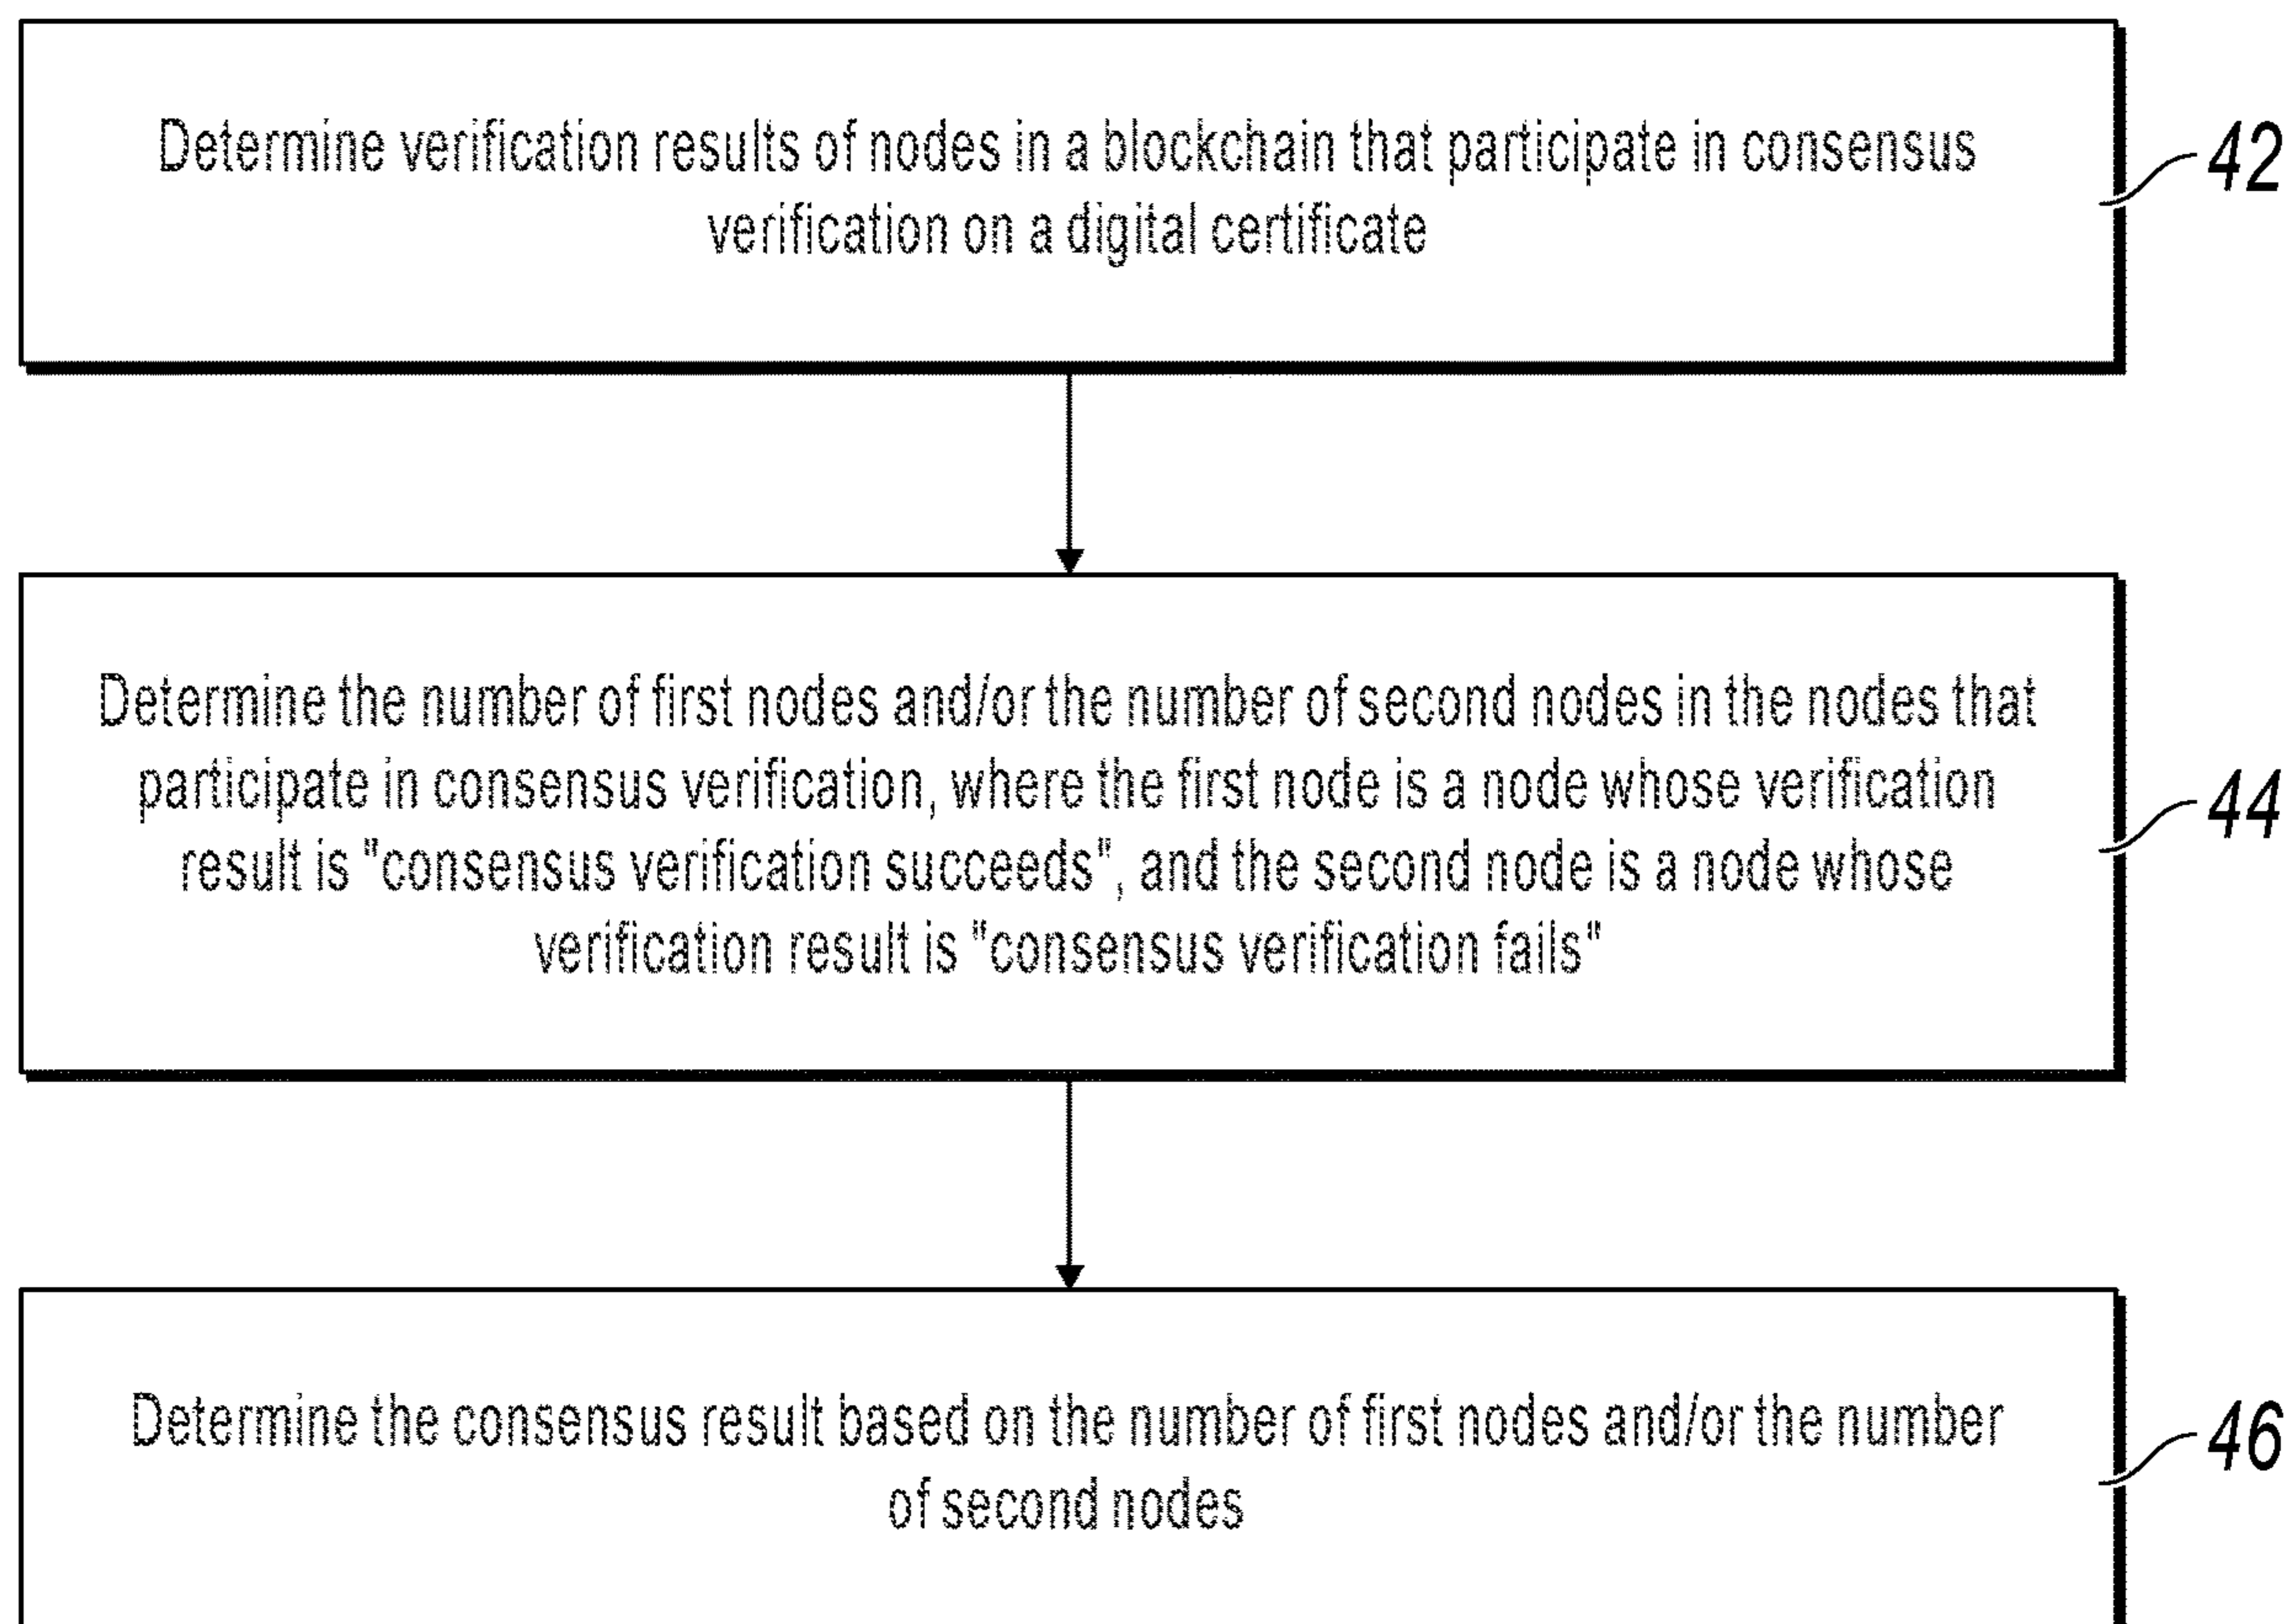 Determine verification results of nodes in a blockchain that participate in consensus
verification on a digital certificate
42
Determine the number of first nodes and/or the number of second nodes in the nodes that
participate in consensus verification, where the first node is a node whose verification
result is "consensus verification succeeds", and the second node is a node whose
verification result is "consensus verification fails"
44
Determine the consensus result based on the number of first nodes and/or the number
of second nodes
46